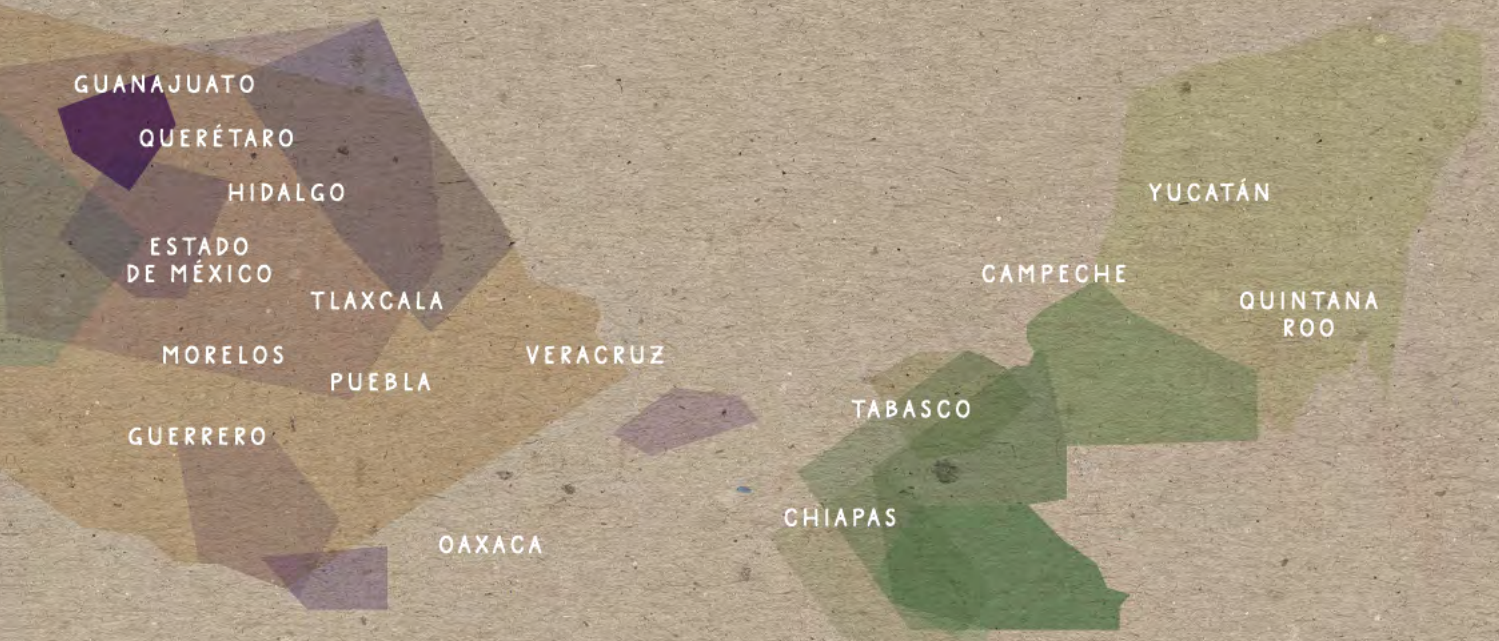 GUANAJUATO
QUERÉTARO
HIDALGO
YUCATÁN
ESTADO
DE MÉXICO
CAMPECHE
TLAXCALA
QUINTANA
ROO
MORELOS
VERACRUZ
PUEBLA
TABASCO
GUERRERO
CHIAPAS
OAXACA